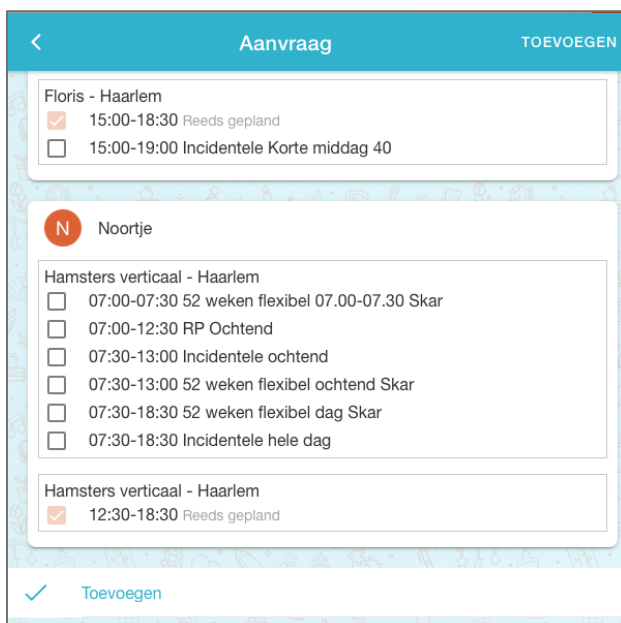 Aanvraag
TOEVOEGEN
Floris - Haarlem
15:00-18:30 Reeds gepland
15:00-19:00 Incidentele Korte middag 40
N
Noortje
Hamsters verticaal - Haarlem
07:00-07:30 52 weken flexibel 07.00-07.30 Skar
07:00-12:30 RP Ochtend
07:30-13:00 Incidentele ochtend
07:30-13:00 52 weken flexibel ochtend Skar
07:30-18:30 52 weken flexibel dag Skar
07:30-18:30 Incidentele hele dag
Hamsters verticaal - Haarlem
12:30-18:30 Reeds gepland
Toevoegen